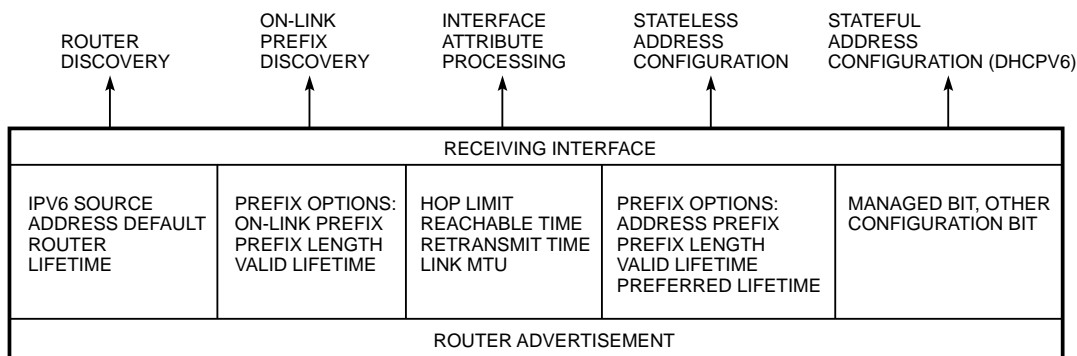 ROUTER
DISCOVERY
ON-LINK
PREFIX
DISCOVERY
INTERFACE
ATTRIBUTE
PROCESSING
STATELESS
ADDRESS
CONFIGURATION
STATEFUL
ADDRESS
CONFIGURATION (DHCPV6)
RECEIVING INTERFACE
IPV6 SOURCE
ADDRESS DEFAULT
ROUTER
LIFETIME
PREFIX OPTIONS:
ON-LINK PREFIX
PREFIX LENGTH
VALID LIFETIME
HOP LIMIT
REACHABLE TIME
RETRANSMIT TIME
LINK MTU
PREFIX OPTIONS:
ADDRESS PREFIX
PREFIX LENGTH
VALID LIFETIME
PREFERRED LIFETIME
MANAGED BIT, OTHER
CONFIGURATION BIT
ROUTER ADVERTISEMENT